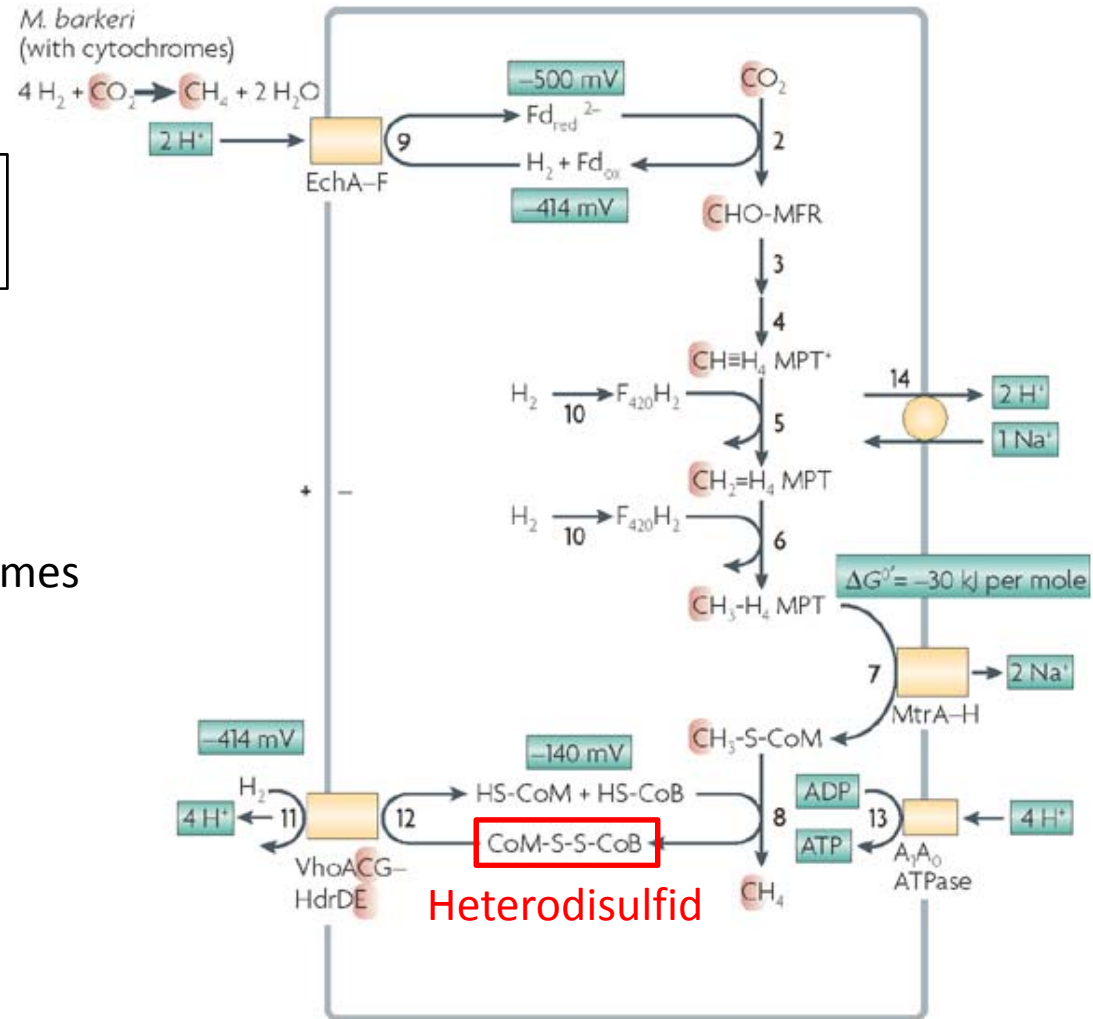 M. barkeri
(with cytochromes)
4 H₂ + CO₂ → CH₄ + 2 H₂O
2 H⁺
EchA–F
9
–500 mV
Fd_red ²⁻
H₂ + Fd_ox
–414 mV
CO₂
2
CHO-MFR
3
4
CH≡H₄ MPT⁺
H₂ → F₄₂₀H₂
10
5
14
2 H⁺
1 Na⁺
CH₂=H₄ MPT
+ –
H₂ → F₄₂₀H₂
10
6
mes
ΔG⁰′= –30 kJ per mole
CH₃-H₄ MPT
7
2 Na⁺
MtrA–H
CH₃-S-CoM
–414 mV
H₂
4 H⁺
11
12
VhoACG–
HdrDE
–140 mV
HS-CoM + HS-CoB
CoM-S-S-CoB
Heterodisulfid
8
CH₄
ADP
ATP
13
4 H⁺
A₁A₀
ATPase